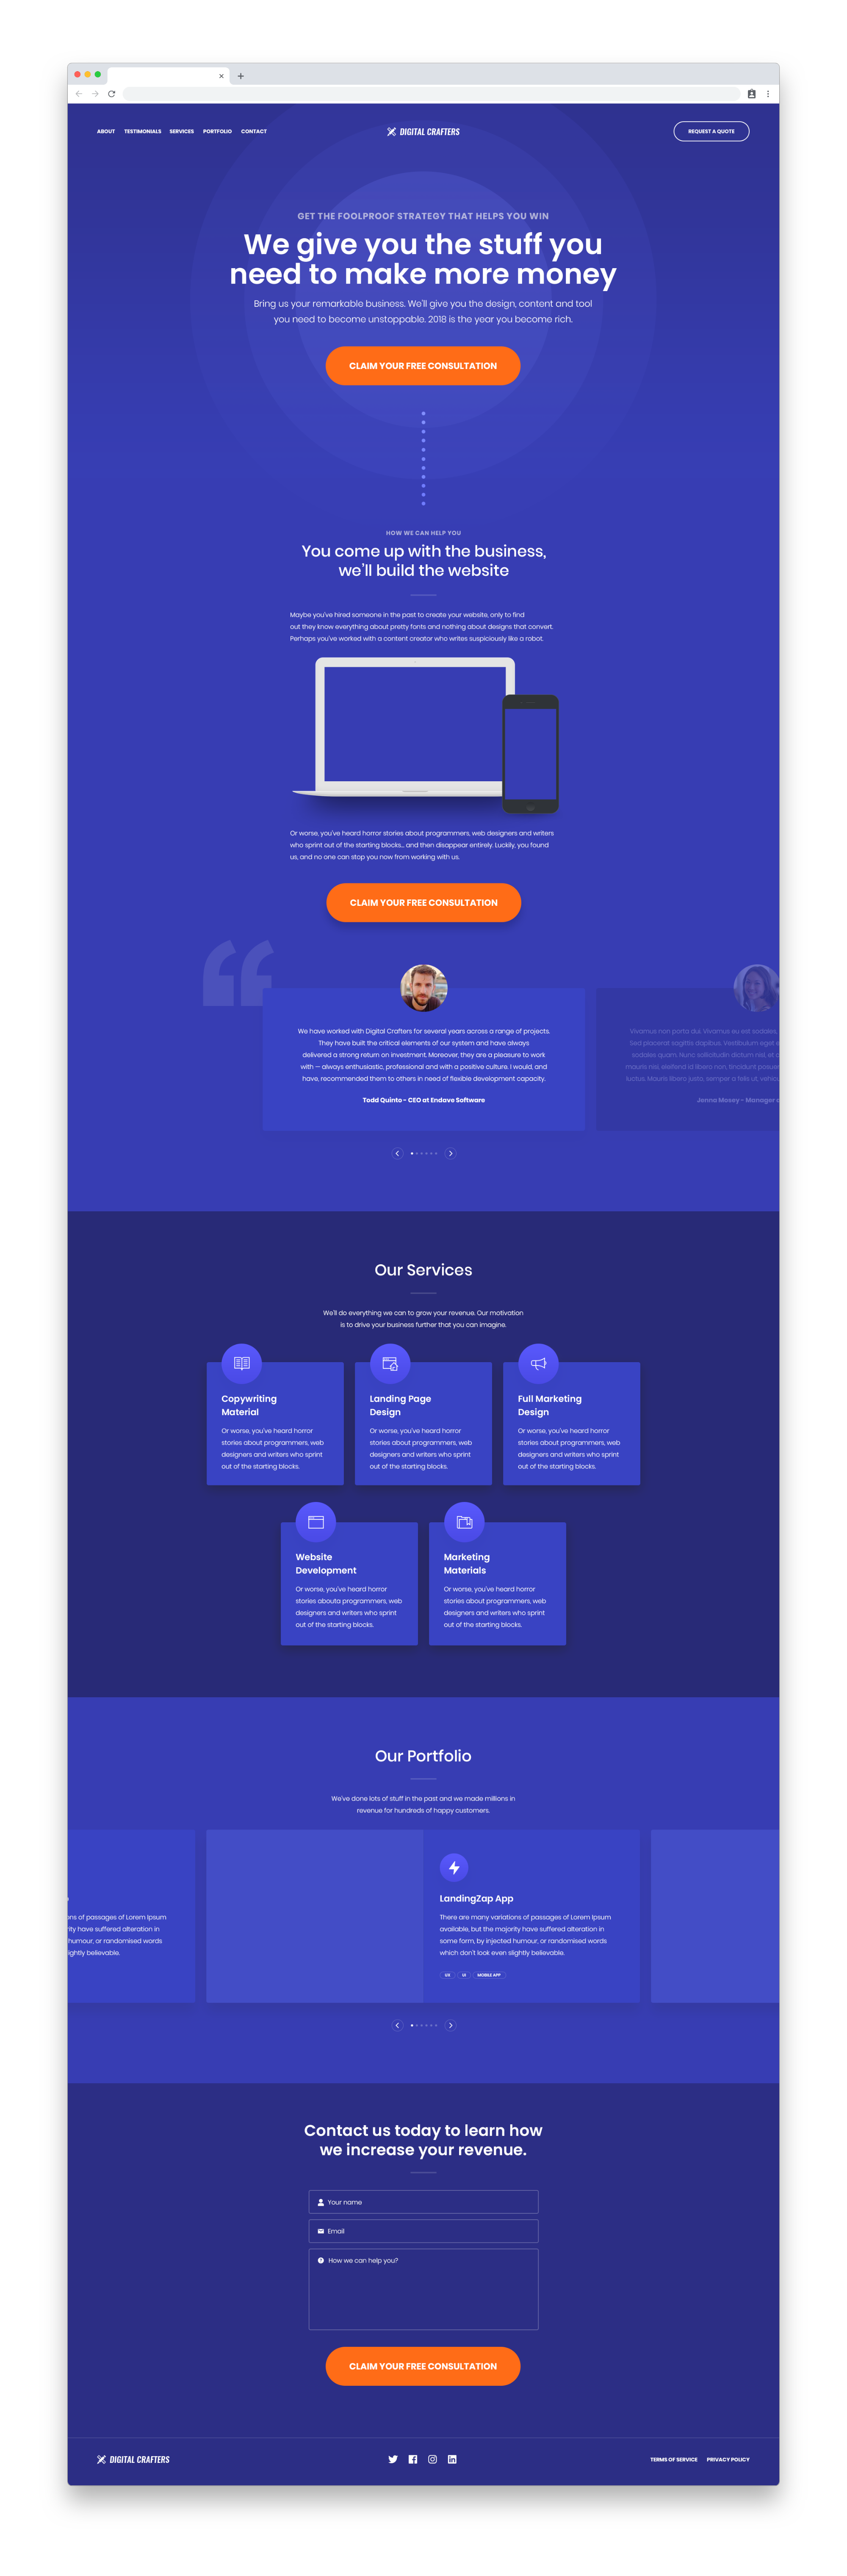 ABOUT TESTIMONIALS SERVICES PORTFOLIO CONTACT
DIGITAL CRAFTERS
REQUEST A QUOTE
GET THE FOOLPROOF STRATEGY THAT HELPS YOU WIN
We give you the stuff you
need to make more money
Bring us your remarkable business. We'll give you the design, content and tool
you need to become unstoppable. 2018 is the year you become rich.
CLAIM YOUR FREE CONSULTATION
HOW WE CAN HELP YOU
You come up with the business,
we'll build the website
Maybe you've hired someone in the past to create your website, only to find
out they know everything about pretty fonts and nothing about designs that convert.
Perhaps you've worked with a content creator who writes suspiciously like a robot.
Or worse, you've heard horror stories about programmers, web designers and writers
who sprint out of the starting blocks... and then disappear entirely. Luckily, you found
us, and no one can stop you now from working with us.
CLAIM YOUR FREE CONSULTATION
“
We have worked with Digital Crafters for several years across a range of projects.
They have built the critical elements of our system and have always
delivered a strong return on investment. Moreover, they are a pleasure to work
with — always enthusiastic, professional and with a positive culture. I would, and
have, recommended them to others in need of flexible development capacity.
Todd Quinto - CEO at Endave Software
Vivamus non porta dui. Vivamus eu est sodales,
Sed placerat sagittis dapibus. Vestibulum eget
sodales quam. Nunc sollicitudin dictum nisl, et
mauris nisl, eleifend id libero non, tincidunt
luctus. Mauris libero justo, semper a felis ut,
Jenna Mosey - Manager
Our Services
We'll do everything we can to grow your revenue. Our motivation
is to drive your business further that you can imagine.
Copywriting
Material
Or worse, you've heard horror
stories about programmers, web
designers and writers who sprint
out of the starting blocks.
Landing Page
Design
Or worse, you've heard horror
stories about programmers, web
designers and writers who sprint
out of the starting blocks.
Full Marketing
Design
Or worse, you've heard horror
stories about programmers, web
designers and writers who sprint
out of the starting blocks.
Website
Development
Or worse, you've heard horror
stories abouta programmers, web
designers and writers who sprint
out of the starting blocks.
Marketing
Materials
Or worse, you've heard horror
stories about programmers, web
designers and writers who sprint
out of the starting blocks.
Our Portfolio
We've done lots of stuff in the past and we made millions in
revenue for hundreds of happy customers.
of passages of Lorem Ipsum
have suffered alteration in
humour, or randomised words
believable.
LandingZap App
There are many variations of passages of Lorem Ipsum
available, but the majority have suffered alteration in
some form, by injected humour, or randomised words
which don't look even slightly believable.
UX UI MOBILE APP
Contact us today to learn how
we increase your revenue.
Your name
Email
How we can help you?
CLAIM YOUR FREE CONSULTATION
DIGITAL CRAFTERS
TERMS OF SERVICE PRIVACY POLICY